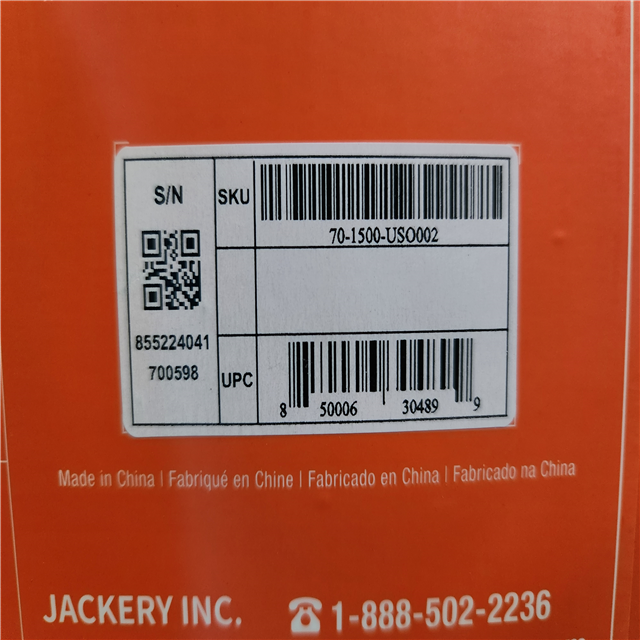 S/N
855224041
700598
SKU
70-1500-USO002
UPC
8 50006 30489 9
Made in China | Fabriqué en Chine | Fabricado en China | Fabricado na China
JACKERY INC. ☎ 1-888-502-2236